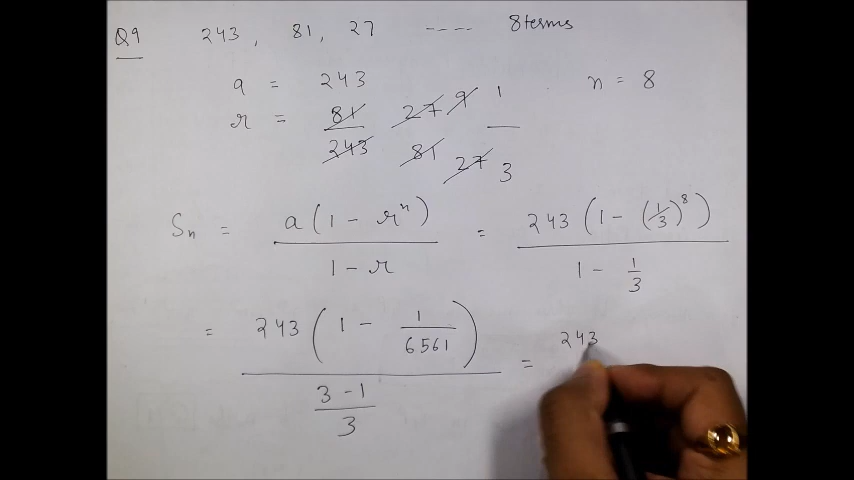 Q9 243, 81, 27 ---- 8 terms
a = 243 n = 8
r = 81/243 27/81 9/27 1/3
Sn = a(1 - rⁿ)/(1 - r) = 243(1 - (1/3)⁸)/(1 - 1/3)
= 243(1 - 1/6561)/((3 - 1)/3) = 243